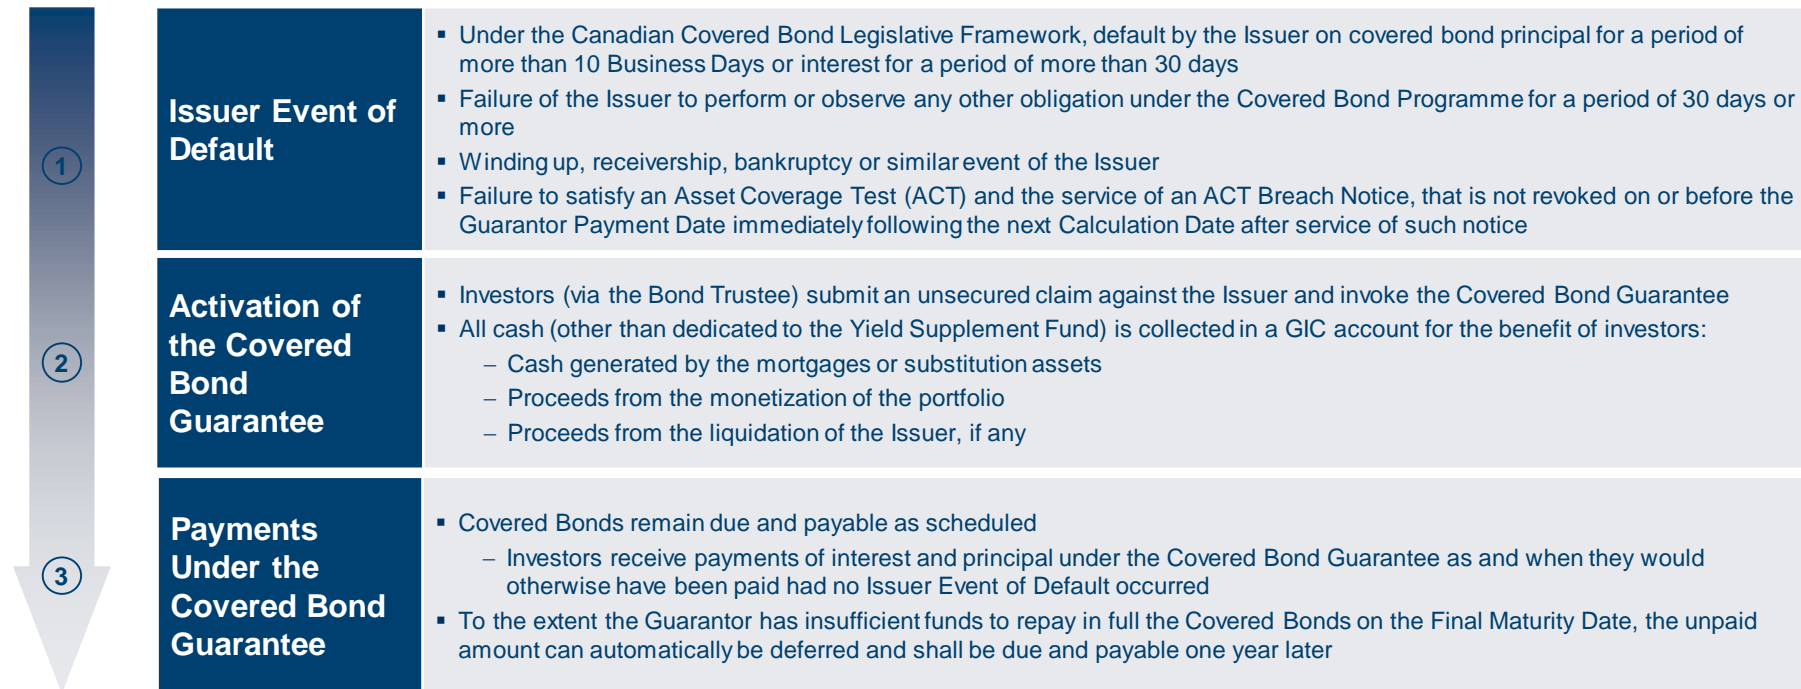 1
Issuer Event of
Default
▪ Under the Canadian Covered Bond Legislative Framework, default by the Issuer on covered bond principal for a period of
more than 10 Business Days or interest for a period of more than 30 days
▪ Failure of the Issuer to perform or observe any other obligation under the Covered Bond Programme for a period of 30 days or
more
▪ Winding up, receivership, bankruptcy or similar event of the Issuer
▪ Failure to satisfy an Asset Coverage Test (ACT) and the service of an ACT Breach Notice, that is not revoked on or before the
Guarantor Payment Date immediately following the next Calculation Date after service of such notice
2
Activation of
the Covered
Bond
Guarantee
▪ Investors (via the Bond Trustee) submit an unsecured claim against the Issuer and invoke the Covered Bond Guarantee
▪ All cash (other than dedicated to the Yield Supplement Fund) is collected in a GIC account for the benefit of investors:
– Cash generated by the mortgages or substitution assets
– Proceeds from the monetization of the portfolio
– Proceeds from the liquidation of the Issuer, if any
3
Payments
Under the
Covered Bond
Guarantee
▪ Covered Bonds remain due and payable as scheduled
– Investors receive payments of interest and principal under the Covered Bond Guarantee as and when they would
otherwise have been paid had no Issuer Event of Default occurred
▪ To the extent the Guarantor has insufficient funds to repay in full the Covered Bonds on the Final Maturity Date, the unpaid
amount can automatically be deferred and shall be due and payable one year later